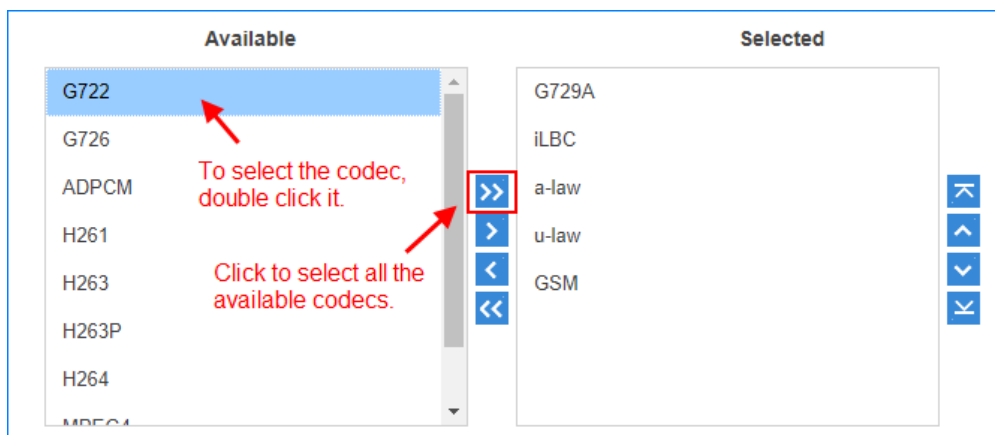 Available
Selected
G722
G726
ADPCM
H261
H263
H263P
H264
MPEG4
To select the codec,
double click it.
Click to select all the
available codecs.
G729A
iLBC
a-law
u-law
GSM